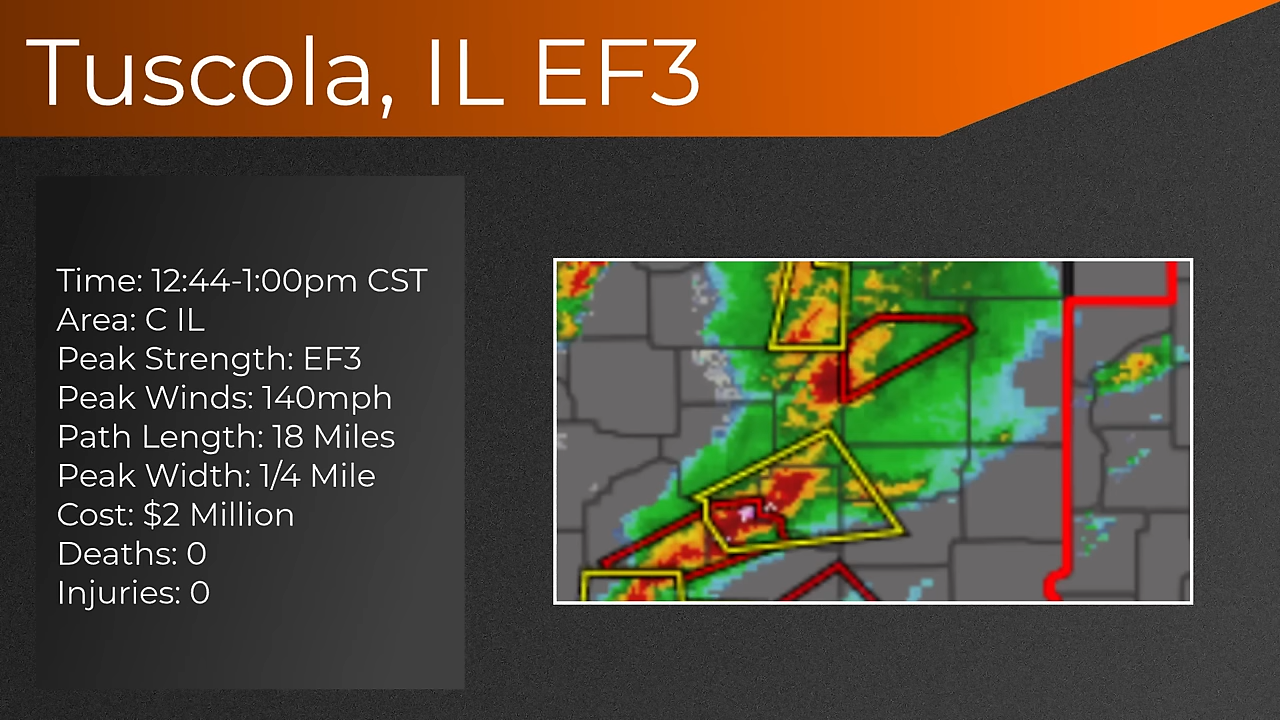 Tuscola, IL EF3
Time: 12:44-1:00pm CST
Area: C IL
Peak Strength: EF3
Peak Winds: 140mph
Path Length: 18 Miles
Peak Width: 1/4 Mile
Cost: $2 Million
Deaths: 0
Injuries: 0